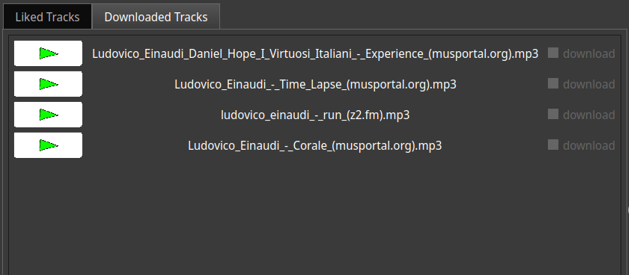 Liked Tracks Downloaded Tracks
Ludovico_Einaudi_Daniel_Hope_I_Virtuosi_Italiani_-_Experience_(musportal.org).mp3 download
Ludovico_Einaudi_-_Time_Lapse_(musportal.org).mp3 download
ludovico_einaudi_-_run_(z2.fm).mp3 download
Ludovico_Einaudi_-_Corale_(musportal.org).mp3 download